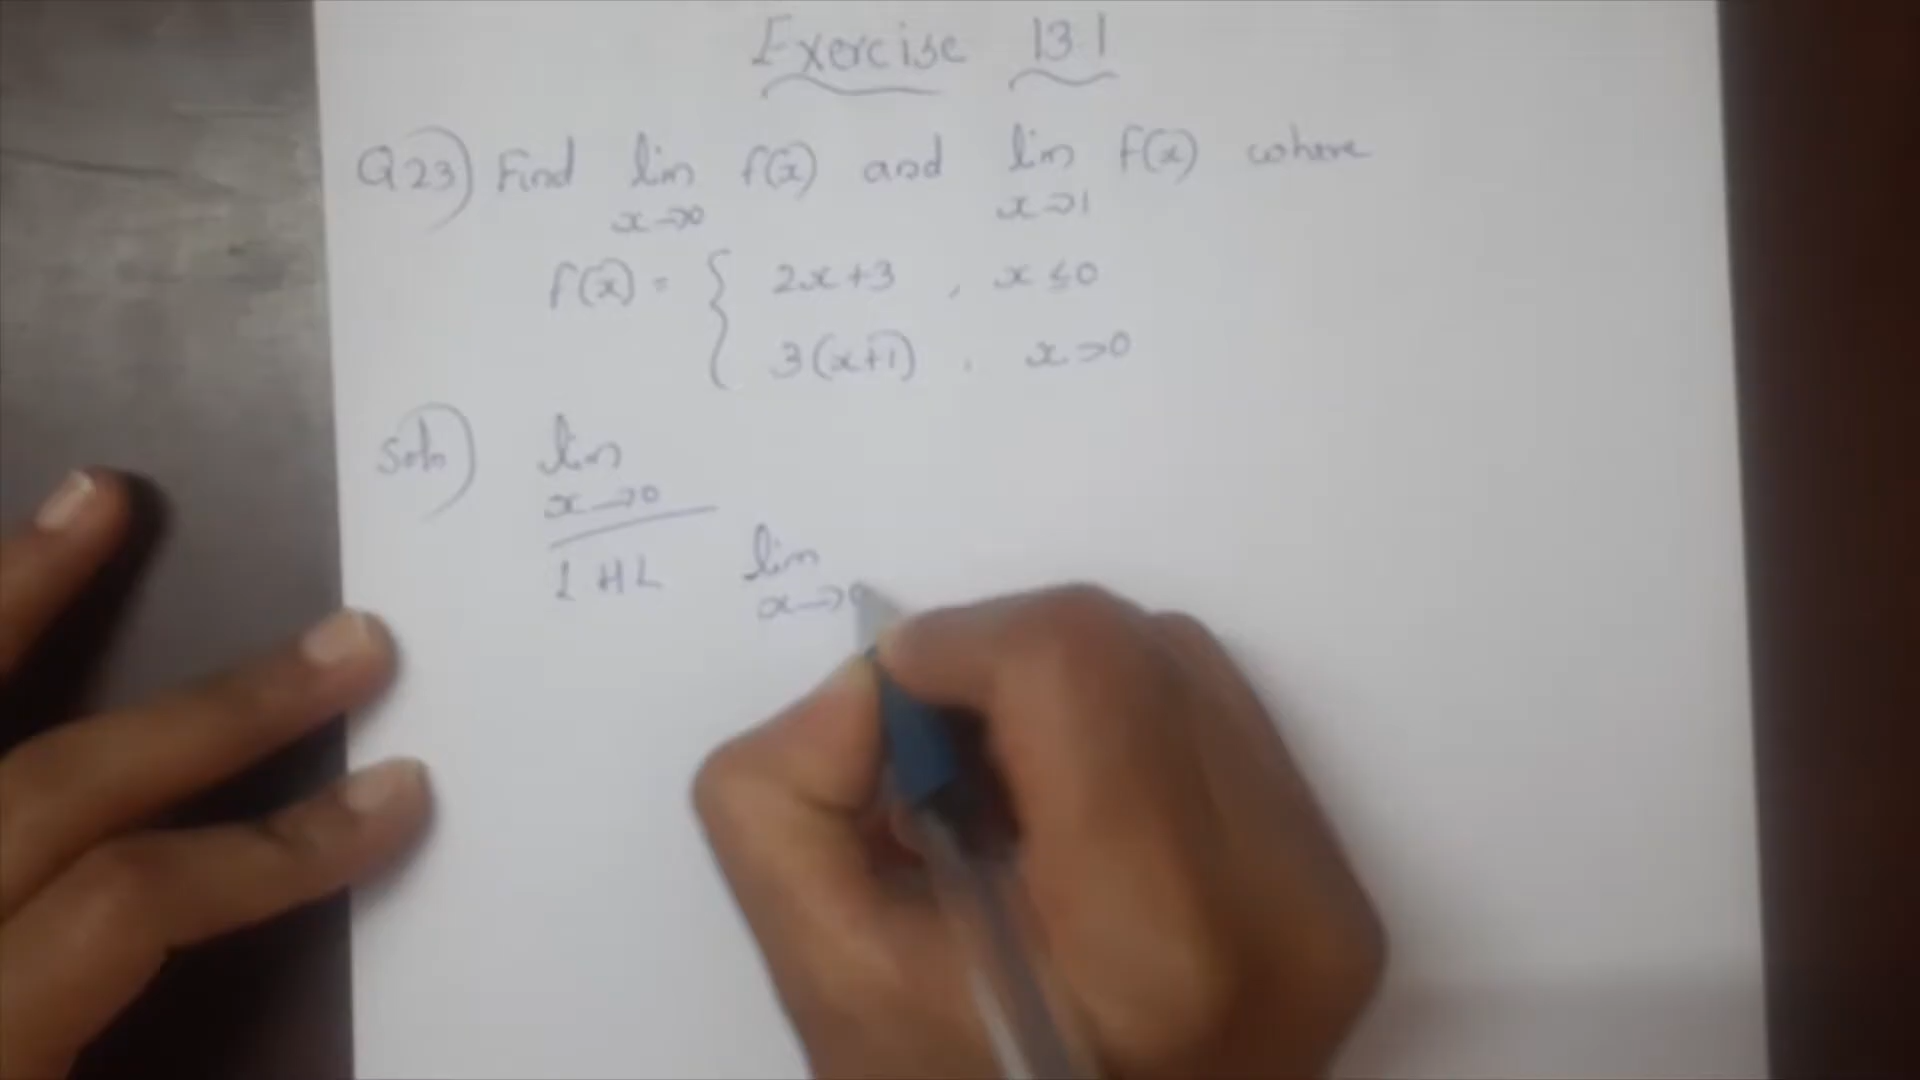 Exercise 13.1
Q23) Find lim f(x) and lim f(x) where
x→0 x→1
f(x) = { 2x+3 , x≤0
3(x+1) , x>0
Soln) lim
x→0
LHL lim
x→0